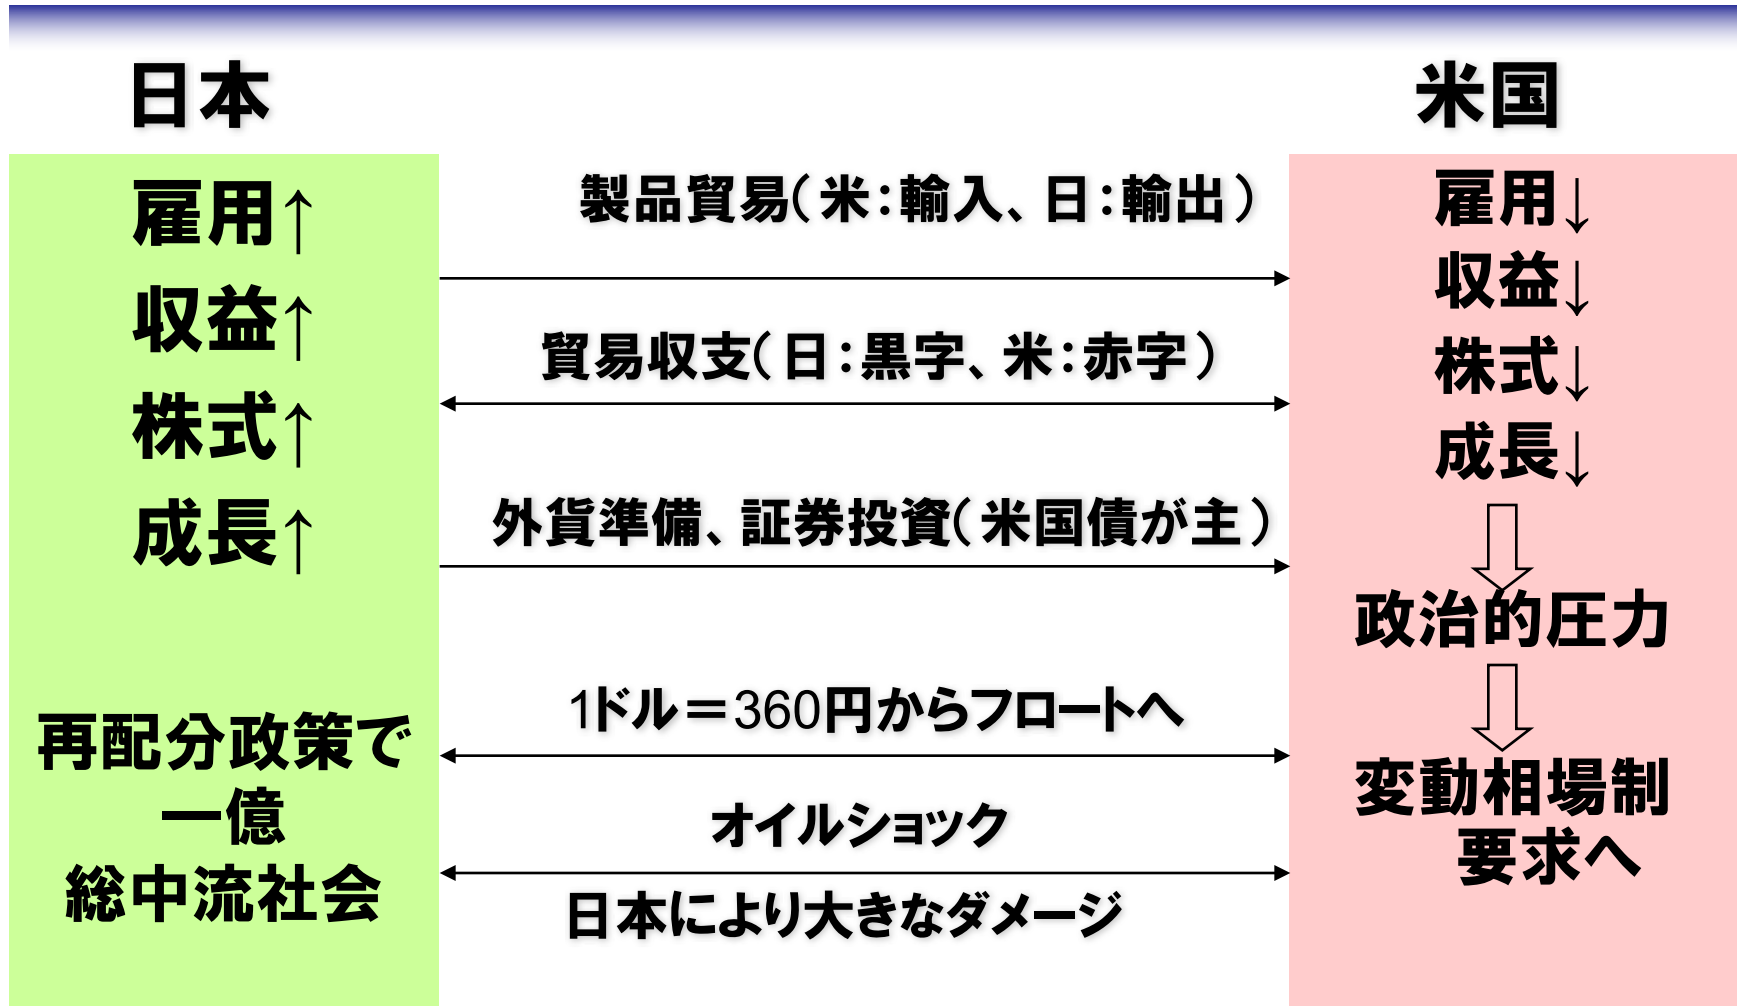 日本
米国
雇用↑
収益↑
株式↑
成長↑
再配分政策で
一億
総中流社会
製品貿易(米:輸入、日:輸出)
貿易収支(日:黒字、米:赤字)
外貨準備、証券投資(米国債が主)
1ドル=360円からフロートへ
オイルショック
日本により大きなダメージ
雇用↓
収益↓
株式↓
成長↓
政治的圧力
変動相場制
要求へ